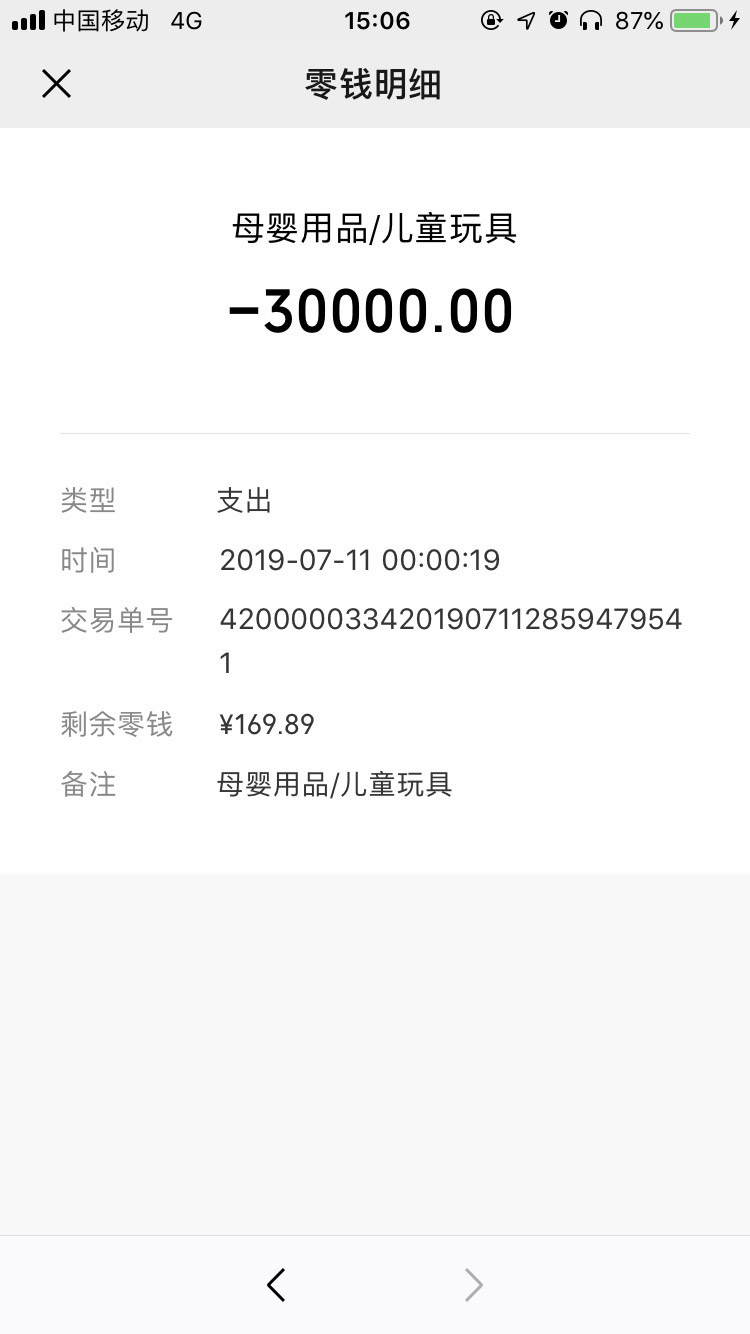 中国移动 4G 15:06 87%
零钱明细
母婴用品/儿童玩具
-30000.00
类型 支出
时间 2019-07-11 00:00:19
交易单号 420000033420190711285947954
1
剩余零钱 ¥169.89
备注 母婴用品/儿童玩具